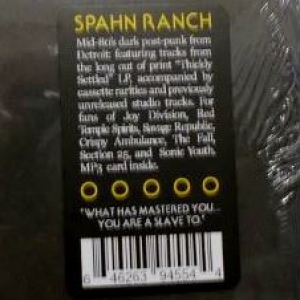 SPAHN RANCH
Mid-80's dark post-punk from
Detroit: featuring tracks from
the long out of print "Thickly
Settled" LP, accompanied by
cassette rarities and previously
unreleased studio tracks. For
fans of Joy Division, Red
Temple Spirits, Savage Republic,
Crispy Ambulance, The Fall,
Section 25, and Sonic Youth.
MP3 card inside.
"WHAT HAS MASTERED YOU...
YOU ARE A SLAVE TO."
6 46263 94554 4